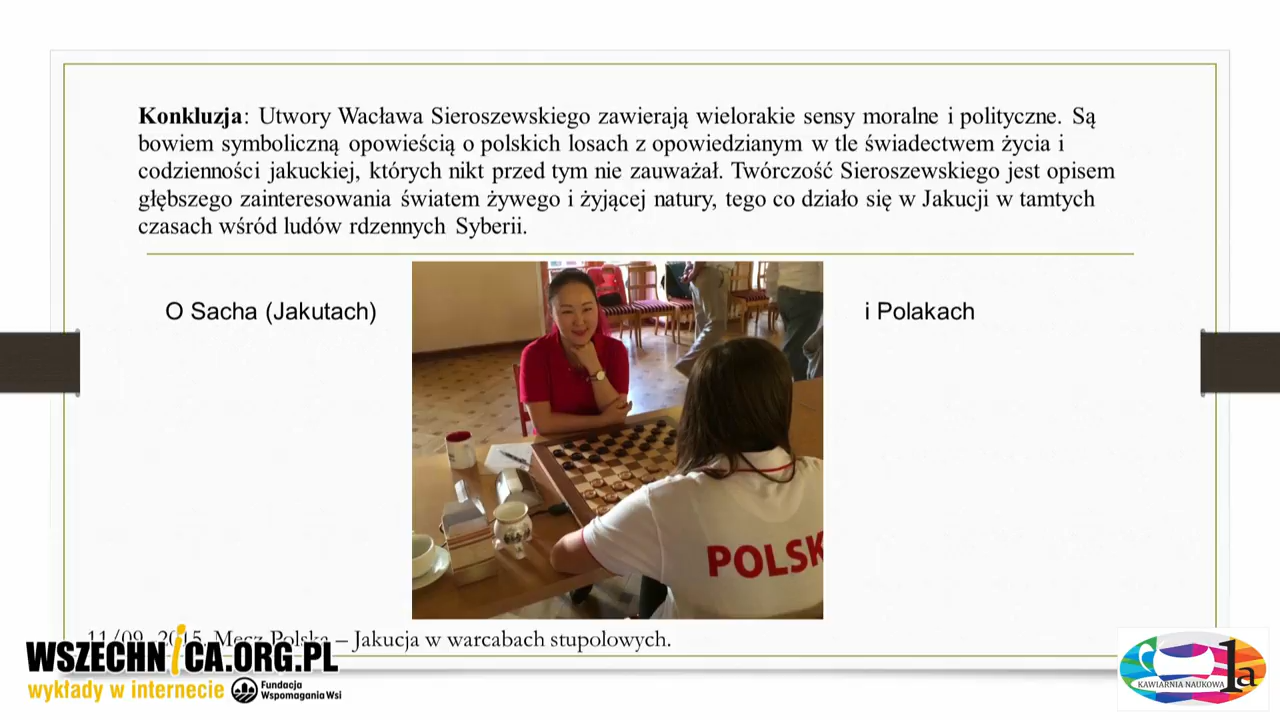 Konkluzja: Utwory Wacława Sieroszewskiego zawierają wielorakie sensy moralne i polityczne. Są
bowiem symboliczną opowieścią o polskich losach z opowiedzianym w tle świadectwem życia i
codzienności jakuckiej, których nikt przed tym nie zauważał. Twórczość Sieroszewskiego jest opisem
głębszego zainteresowania światem żywego i żyjącej natury, tego co działo się w Jakucji w tamtych
czasach wśród ludów rdzennych Syberii.
O Sacha (Jakutach)
i Polakach
POLSK
11/09. 2015. Mecz Polska – Jakucja w warcabach stupolowych.
WSZECHNICA.ORG.PL
wykłady w internecie
Fundacja
Wspomagania Wsi
KAWIARNIA NAUKOWA 1a